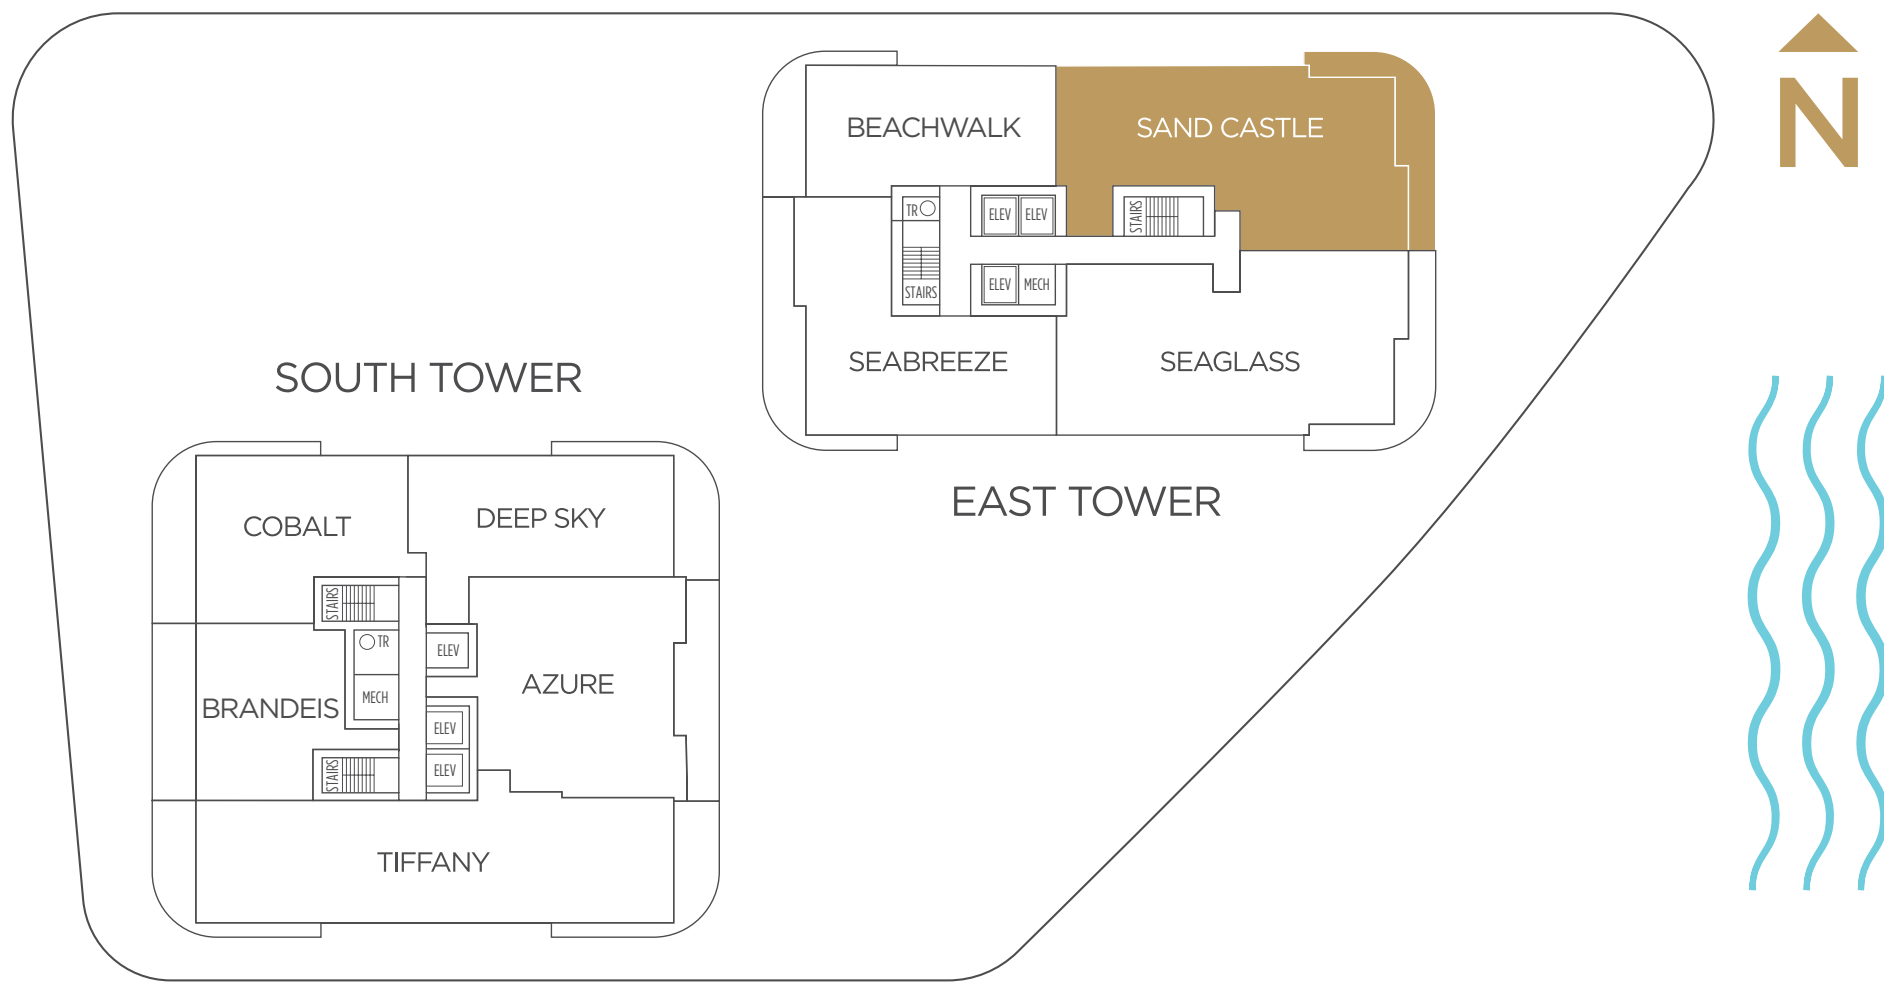 N
BEACHWALK
SAND CASTLE
TR
ELEV
ELEV
STAIRS
STAIRS
ELEV
MECH
SEABREEZE
SEAGLASS
EAST TOWER
SOUTH TOWER
COBALT
DEEP SKY
STAIRS
TR
ELEV
MECH
AZURE
BRANDEIS
ELEV
STAIRS
ELEV
TIFFANY